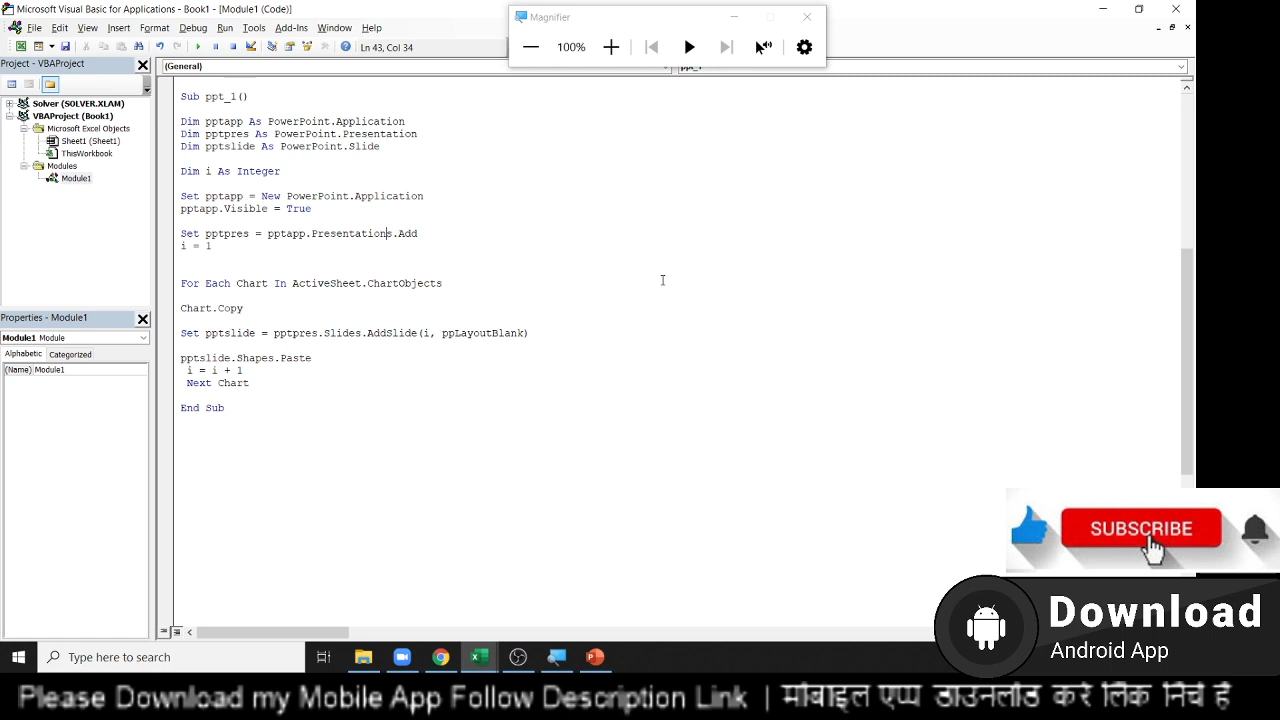 Microsoft Visual Basic for Applications - Book1 - [Module1 (Code)]
File Edit View Insert Format Debug Run Tools Add-Ins Window Help
Ln 43, Col 34
Magnifier
100%
Project - VBAProject
(General)
Solver (SOLVER.XLAM)
VBAProject (Book1)
Microsoft Excel Objects
Sheet1 (Sheet1)
ThisWorkbook
Modules
Module1
Properties - Module1
Module1 Module
Alphabetic Categorized
(Name) Module1
Sub ppt_1()
Dim pptapp As PowerPoint.Application
Dim pptpres As PowerPoint.Presentation
Dim pptslide As PowerPoint.Slide
Dim i As Integer
Set pptapp = New PowerPoint.Application
pptapp.Visible = True
Set pptpres = pptapp.Presentations.Add
i = 1
For Each Chart In ActiveSheet.ChartObjects
Chart.Copy
Set pptslide = pptpres.Slides.AddSlide(i, ppLayoutBlank)
pptslide.Shapes.Paste
i = i + 1
Next Chart
End Sub
SUBSCRIBE
Download
Android App
Type here to search
Please Download my Mobile App Follow Description Link | मोबाइल एप्प डाउनलोड करे लिंक निचे है